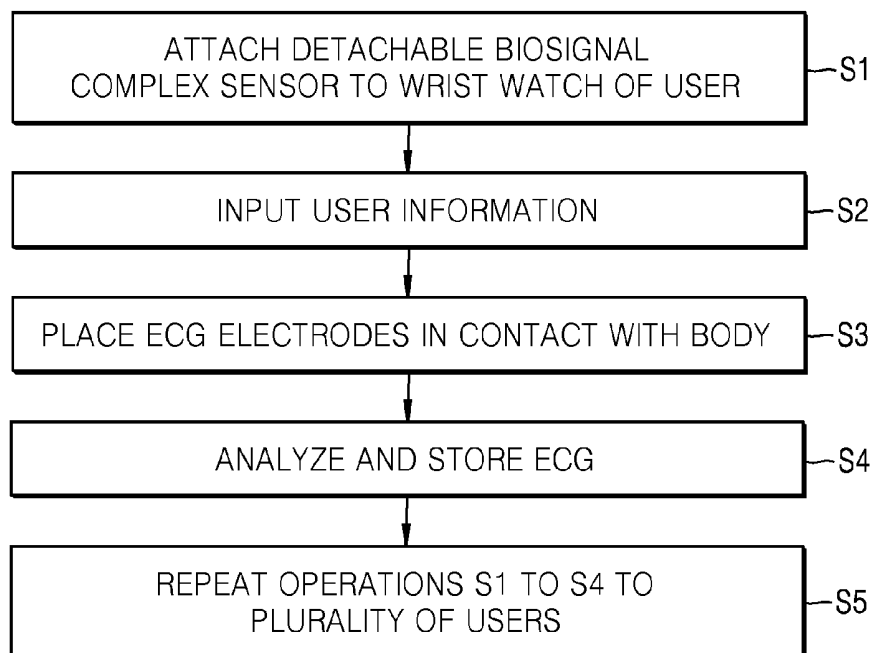 ATTACH DETACHABLE BIOSIGNAL
COMPLEX SENSOR TO WRIST WATCH OF USER
S1
INPUT USER INFORMATION
S2
PLACE ECG ELECTRODES IN CONTACT WITH BODY
S3
ANALYZE AND STORE ECG
S4
REPEAT OPERATIONS S1 TO S4 TO
PLURALITY OF USERS
S5